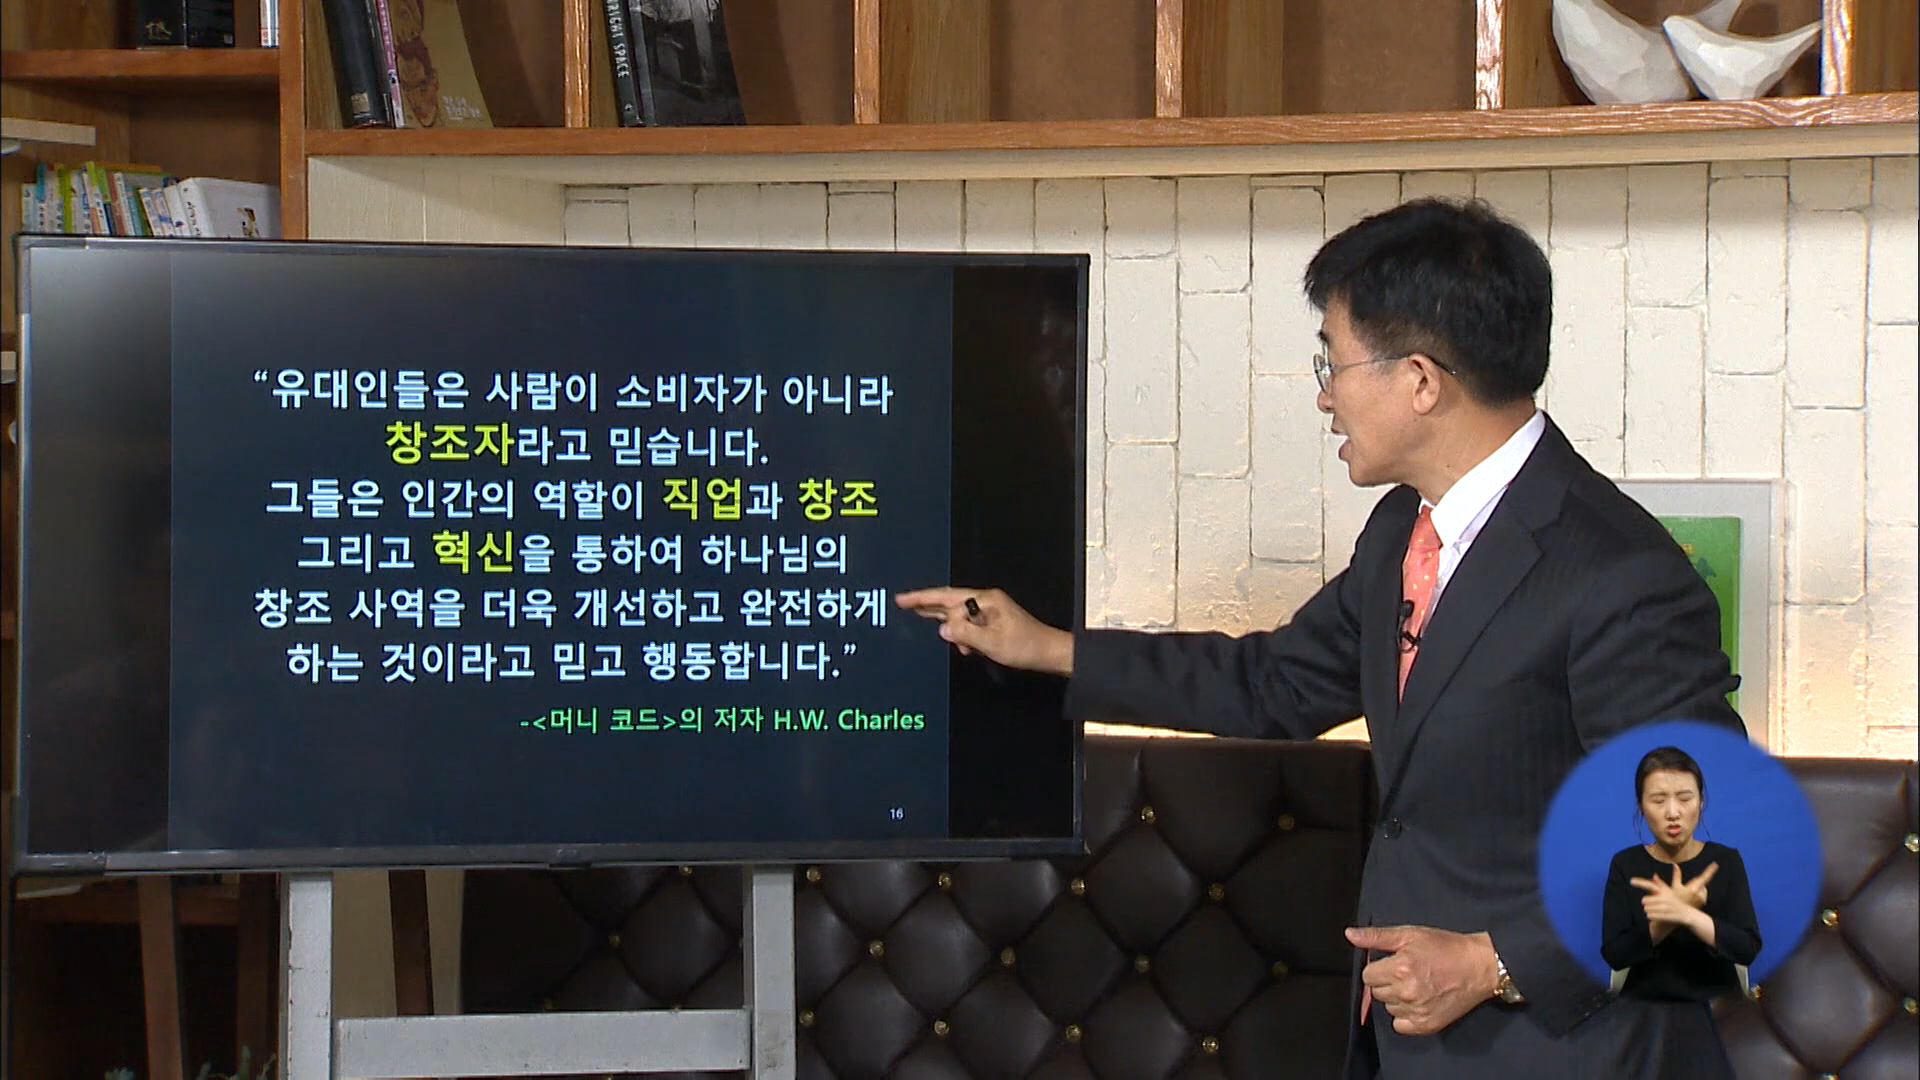 RIGHT SPACE
“유대인들은 사람이 소비자가 아니라
창조자라고 믿습니다.
그들은 인간의 역할이 직업과 창조
그리고 혁신을 통하여 하나님의
창조 사역을 더욱 개선하고 완전하게
하는 것이라고 믿고 행동합니다.”
-<머니 코드>의 저자 H.W. Charles
16